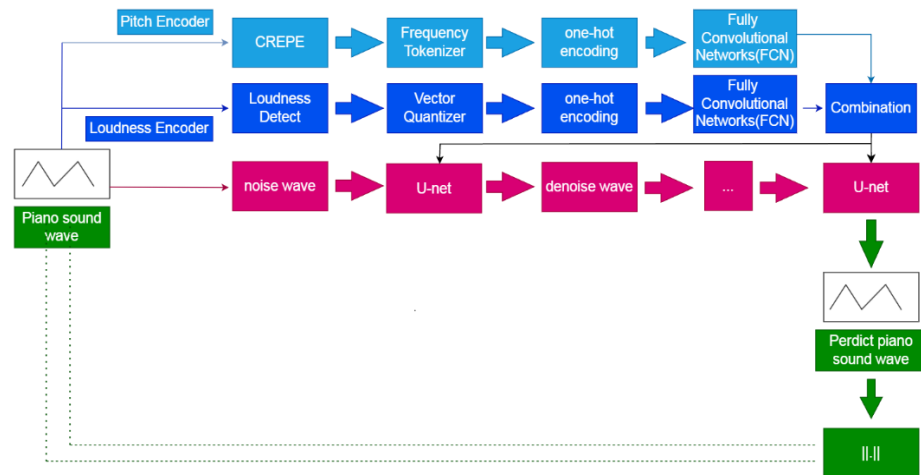 Pitch Encoder
CREPE
Frequency
Tokenizer
one-hot
encoding
Fully
Convolutional
Networks(FCN)
Loudness Encoder
Loudness
Detect
Vector
Quantizer
one-hot
encoding
Fully
Convolutional
Networks(FCN)
Combination
noise wave
U-net
denoise wave
...
U-net
Piano sound
wave
Perdict piano
sound wave
||.||